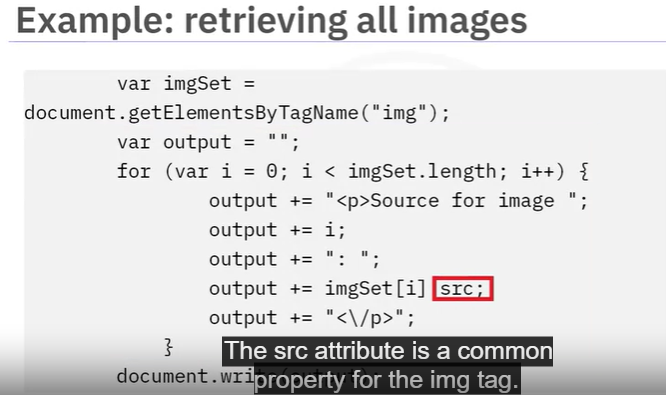 Example: retrieving all images
var imgSet =
document.getElementsByTagName("img");
var output = "";
for (var i = 0; i < imgSet.length; i++) {
output += "<p>Source for image ";
output += i;
output += ": ";
output += imgSet[i] src;
output += "<\/p>";
}
The src attribute is a common
document.wri
property for the img tag.